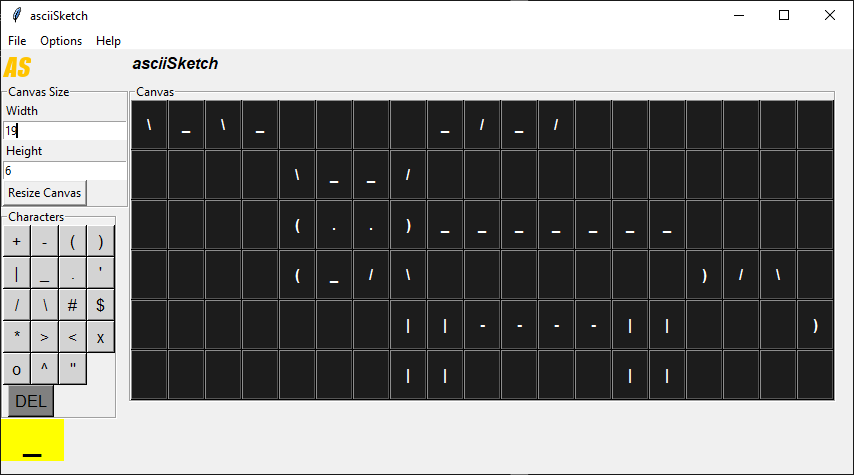 asciiSketch
File Options Help
AS asciiSketch
Canvas Size
Width
19
Height
6
Resize Canvas
Characters
+ - ( )
| _ . '
/ \ # $
* > < x
o ^ "
DEL
_
Canvas
\ _ \ _           _ / _ /
        \ _ _ /
        ( . . ) _ _ _ _ _ _ _
        ( _ / \               ) / \
              | | - - - - | |       )
              | |         | |